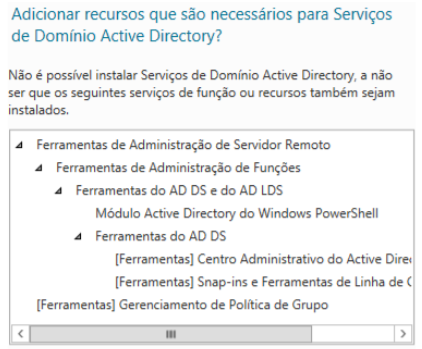 Adicionar recursos que são necessários para Serviços
de Domínio Active Directory?
Não é possível instalar Serviços de Domínio Active Directory, a não
ser que os seguintes serviços de função ou recursos também sejam
instalados.
Ferramentas de Administração de Servidor Remoto
Ferramentas de Administração de Funções
Ferramentas do AD DS e do AD LDS
Módulo Active Directory do Windows PowerShell
Ferramentas do AD DS
[Ferramentas] Centro Administrativo do Active
[Ferramentas] Snap-ins e Ferramentas de Linha de
[Ferramentas] Gerenciamento de Política de Grupo